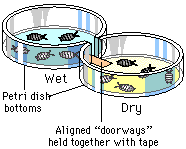 Wet
Petri dish
bottoms
Dry
Aligned “doorways”
held together with tape